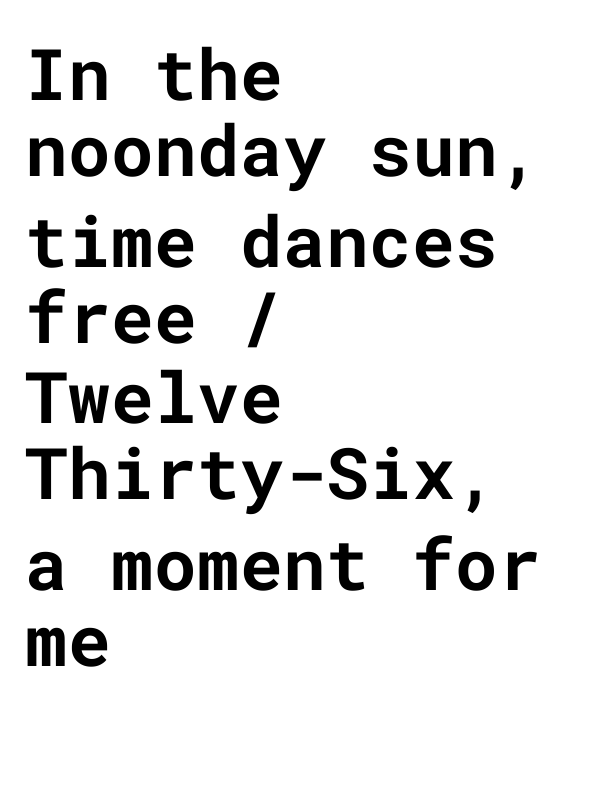 In the
noonday sun,
time dances
free /
Twelve
Thirty-Six,
a moment for
me